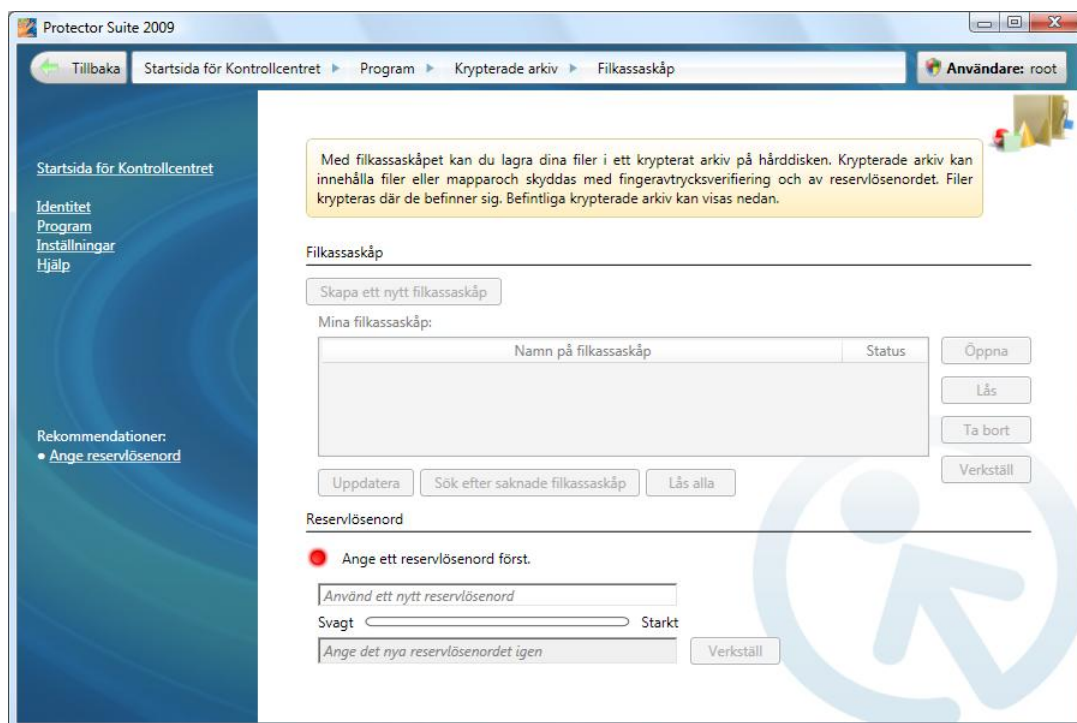 Protector Suite 2009
Tillbaka Startsida för Kontrollcentret Program Krypterade arkiv Filkassaskåp Användare: root
Startsida för Kontrollcentret
Identitet
Program
Inställningar
Hjälp
Rekommendationer:
• Ange reservlösenord
Med filkassaskåpet kan du lagra dina filer i ett krypterat arkiv på hårddisken. Krypterade arkiv kan
innehålla filer eller mapparoch skyddas med fingeravtrycksverifiering och av reservlösenordet. Filer
krypteras där de befinner sig. Befintliga krypterade arkiv kan visas nedan.
Filkassaskåp
Skapa ett nytt filkassaskåp
Mina filkassaskåp:
Namn på filkassaskåp Status
Öppna
Lås
Ta bort
Verkställ
Uppdatera Sök efter saknade filkassaskåp Lås alla
Reservlösenord
Ange ett reservlösenord först.
Använd ett nytt reservlösenord
Svagt Starkt
Ange det nya reservlösenordet igen Verkställ